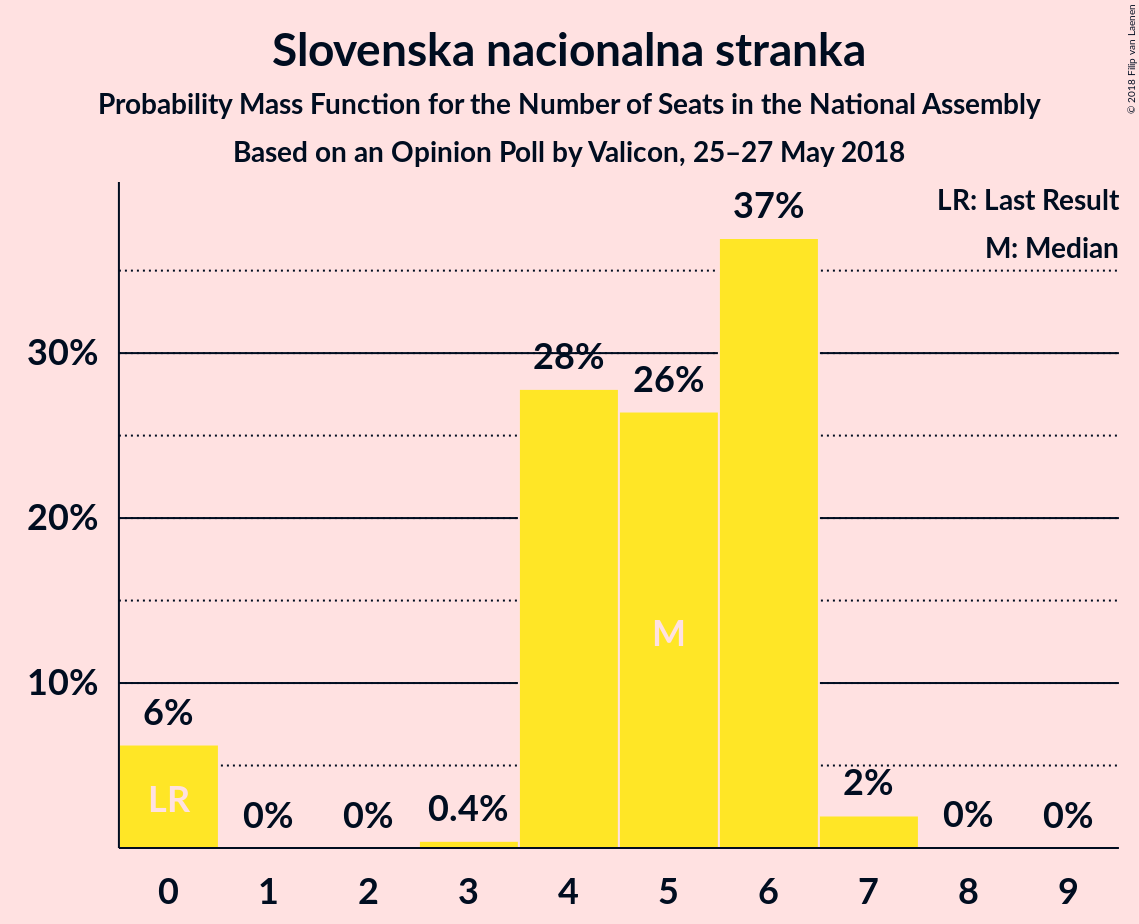 Slovenska nacionalna stranka
Probability Mass Function for the Number of Seats in the National Assembly
Based on an Opinion Poll by Valicon, 25–27 May 2018
© 2018 Filip van Laenen
LR: Last Result
M: Median
37%
30%
28%
26%
20%
M
10%
6%
LR
0%
0%
0.4%
2%
0%
0%
0 1 2 3 4 5 6 7 8 9